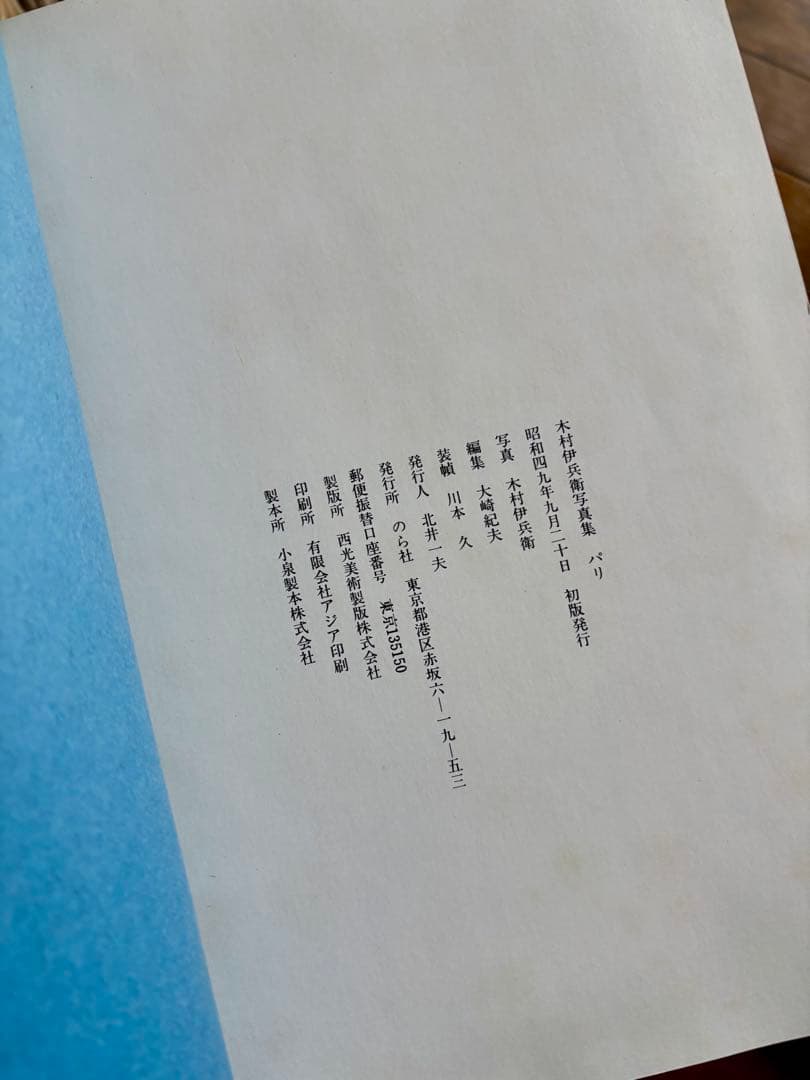 木村伊兵衛写真集　パリ
昭和四九年九月二十日　初版発行
写真　木村伊兵衛
編集　大崎紀夫
装幀　川本　久
発行人　北井一夫
発行所　のら社　東京都港区赤坂六―一九―五三
郵便振替口座番号　東京135150
製版所　西光美術製版株式会社
印刷所　有限会社アジア印刷
製本所　小泉製本株式会社